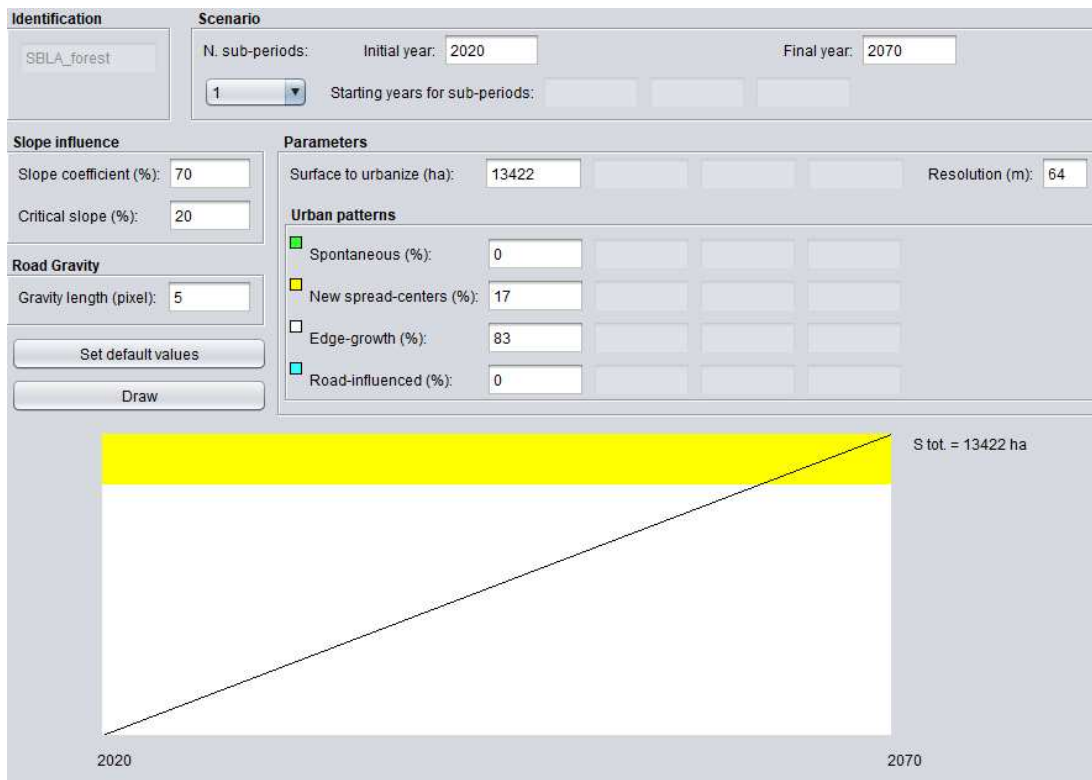 Identification
SBLA_forest
Scenario
N. sub-periods: Initial year: 2020 Final year: 2070
1 Starting years for sub-periods:
Slope influence
Slope coefficient (%): 70
Critical slope (%): 20
Road Gravity
Gravity length (pixel): 5
Set default values
Draw
Parameters
Surface to urbanize (ha): 13422 Resolution (m): 64
Urban patterns
Spontaneous (%): 0
New spread-centers (%): 17
Edge-growth (%): 83
Road-influenced (%): 0
S tot. = 13422 ha
2020 2070